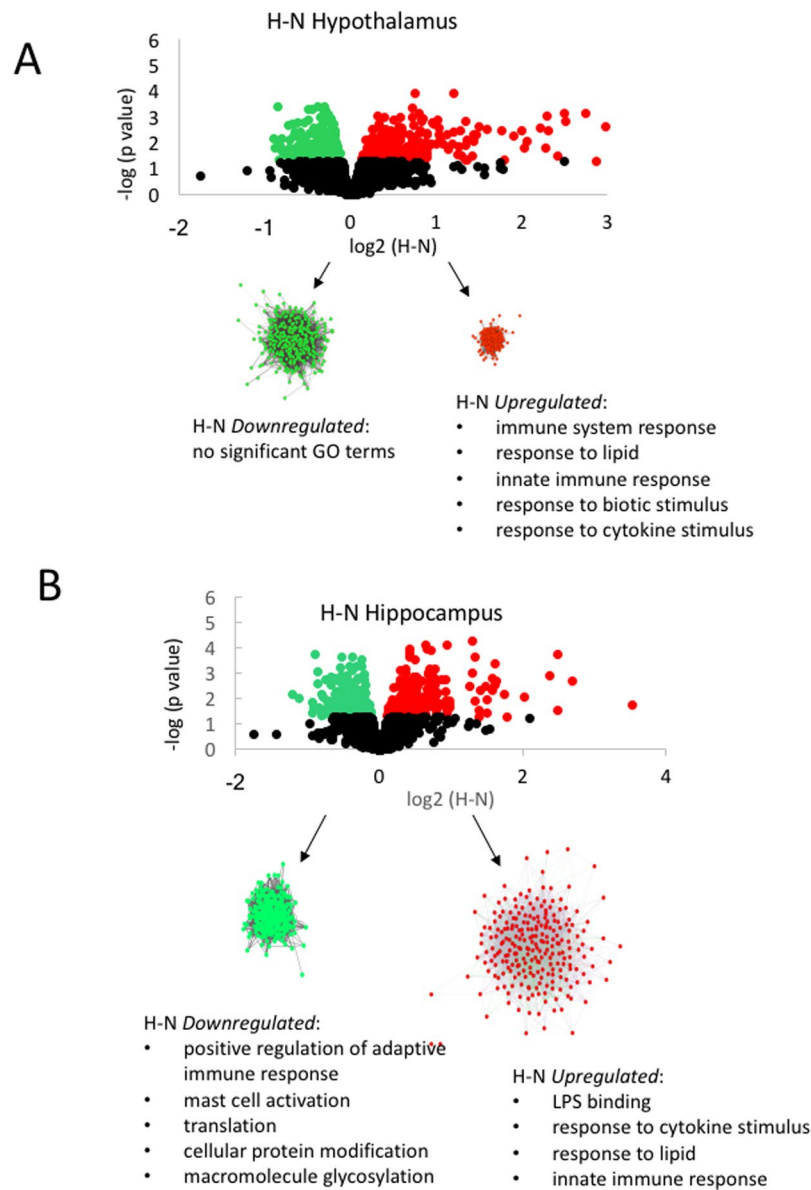 A
H-N Hypothalamus
6
5
4
3
2
1
0
-log (p value)
-2
-1
0
1
2
3
log2 (H-N)
H-N Downregulated:
no significant GO terms
H-N Upregulated:
• immune system response
• response to lipid
• innate immune response
• response to biotic stimulus
• response to cytokine stimulus
B
H-N Hippocampus
6
5
4
3
2
1
0
-log (p value)
-2
0
2
4
log2 (H-N)
H-N Downregulated:
• positive regulation of adaptive
immune response
• mast cell activation
• translation
• cellular protein modification
• macromolecule glycosylation
H-N Upregulated:
• LPS binding
• response to cytokine stimulus
• response to lipid
• innate immune response